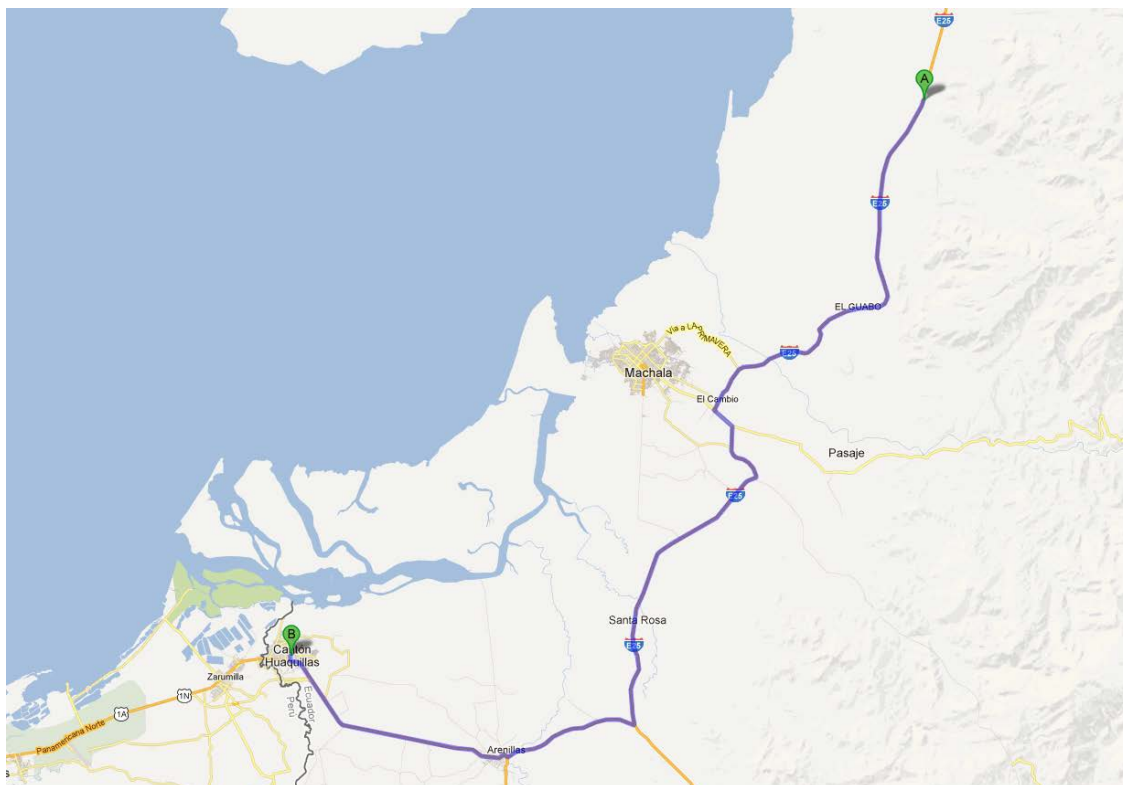 E25
A
E25
EL GUABO
Via a LA PRIMAVERA
E25
Machala
El Cambio
Pasaje
E25
Santa Rosa
E25
B
Cantón
Huaquillas
Zarumilla
1N
1A
Ecuador
Perú
Panamericana Norte
Arenillas
s